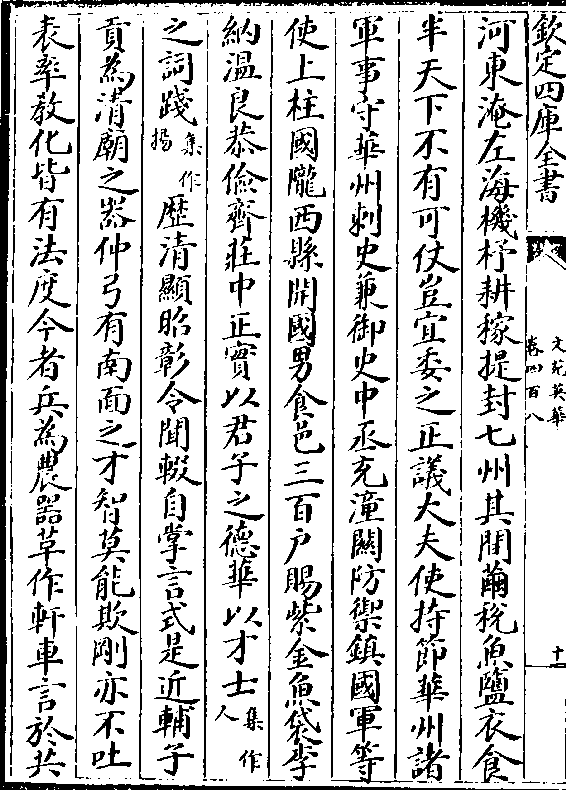 欽定四庫全書
文苑英華
卷四百八
十一
河東淹左海機杼耕稼提封七州其間繭稅魚鹽衣食
半天下不有可仗豈宜委之正議大夫使持節華州諸
軍事守華州刺史兼御史中丞充潼關防禦鎮國軍等
使上柱國隴西縣開國男食邑三百户賜紫金魚袋李
納溫良恭儉齊莊中正實以君子之德華以才士集作人
之詞踐集作揚歴清顯昭彰令聞輟自掌言式是近輔子
貢為清廟之器仲弓有南面之才智莫能欺剛亦不吐
表率教化皆有法度今者兵為農器草作軒車言於共